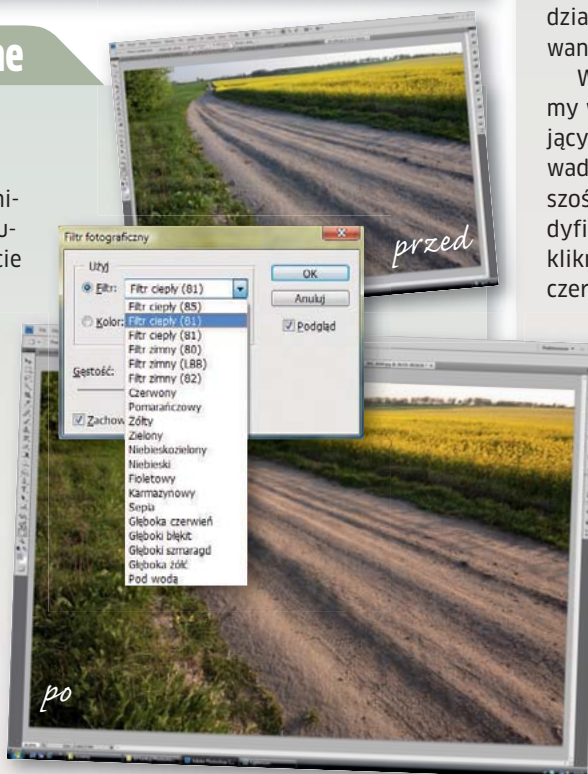 ne
ni-
u-
cie
dzia
wan
W
my w
jący
wad
szoś
dyfi
klikn
czer
przed
Filtr fotograficzny
Użyj
Filtr:
Filtr ciepły (81)
OK
Anuluj
Podgląd
Kolor:
Gęstość:
Zachow
Filtr ciepły (85)
Filtr ciepły (81)
Filtr ciepły (81)
Filtr zimny (80)
Filtr zimny (LBB)
Filtr zimny (82)
Czerwony
Pomarańczowy
Żółty
Zielony
Niebieskozielony
Niebieski
Fioletowy
Karmazynowy
Sepia
Głęboka czerwień
Głęboki błękit
Głęboki szmaragd
Głęboka żółć
Pod wodą
po